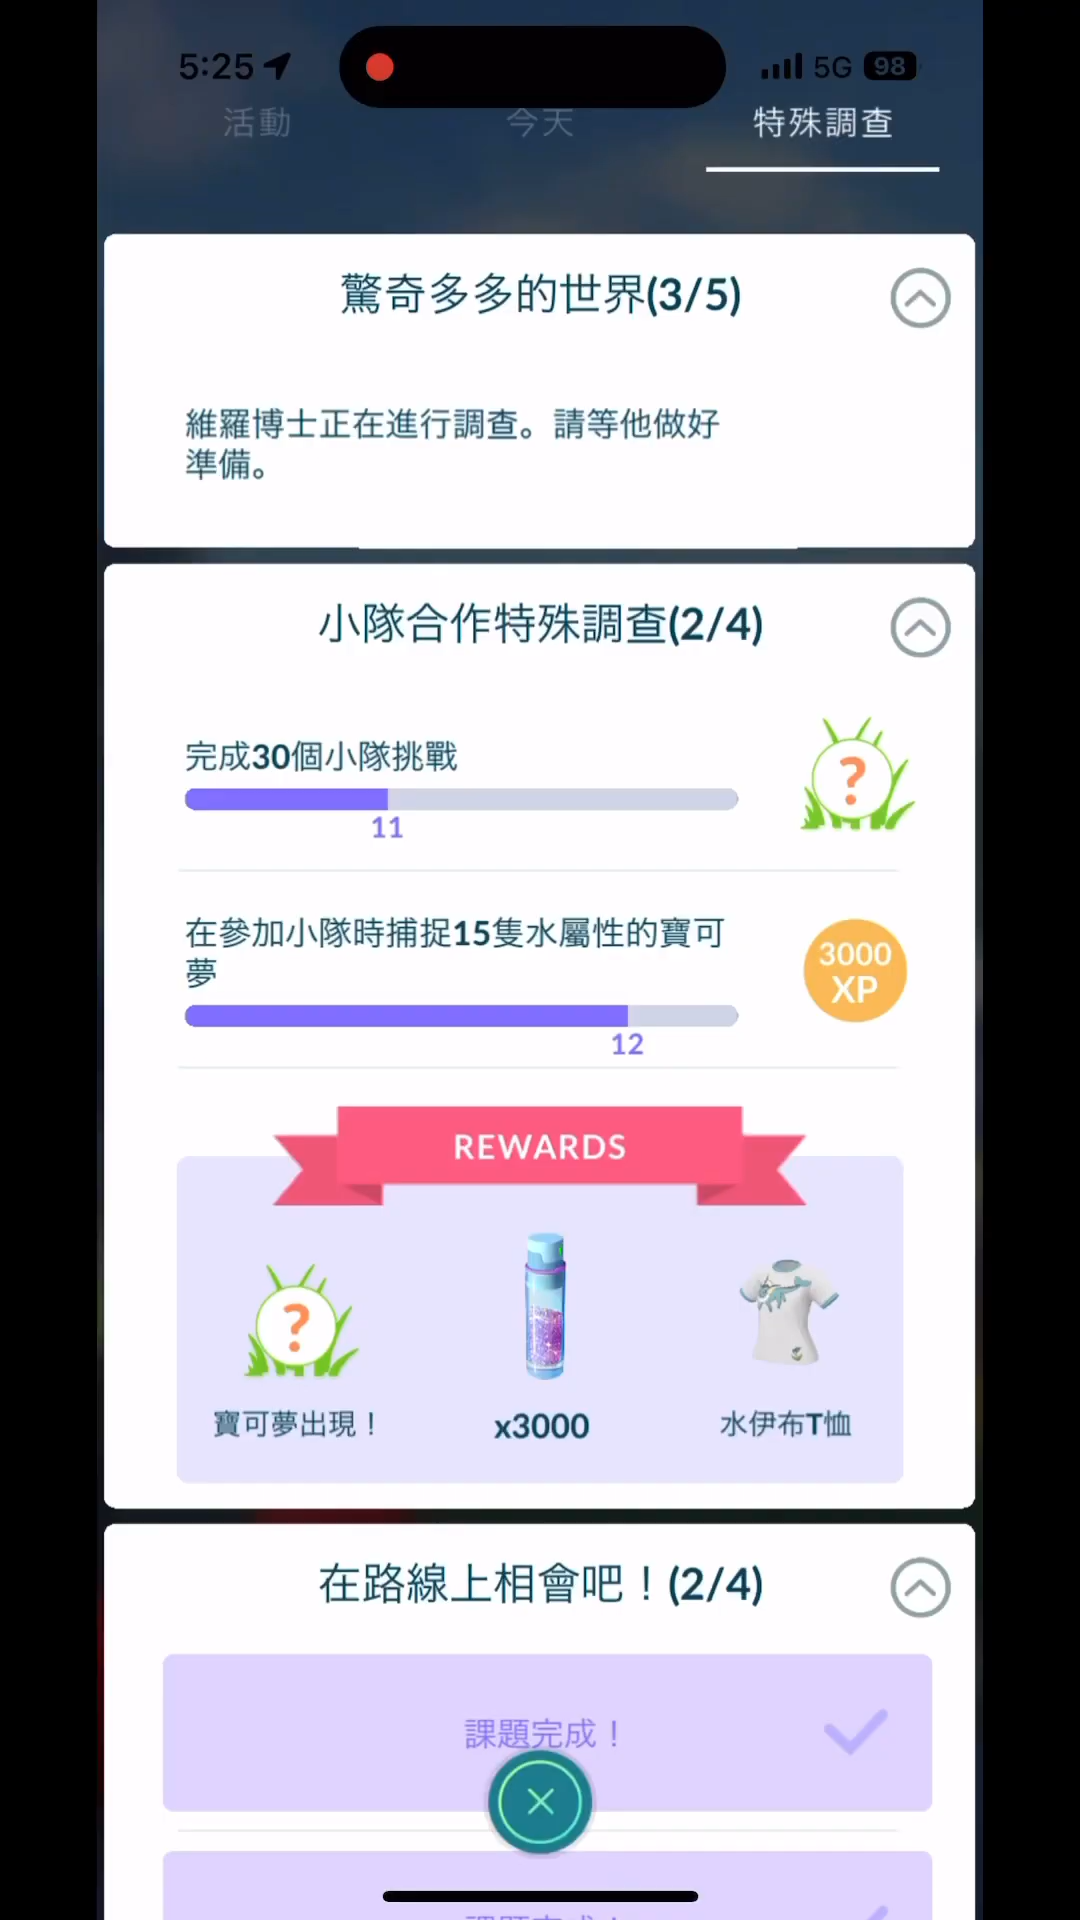 5:25
5G 98
活動 今天 特殊調查
驚奇多多的世界(3/5)
維羅博士正在進行調查。請等他做好
準備。
小隊合作特殊調查(2/4)
完成30個小隊挑戰
?
11
在參加小隊時捕捉15隻水屬性的寶可
夢
3000
XP
12
REWARDS
?
寶可夢出現！ x3000 水伊布T恤
在路線上相會吧！(2/4)
課題完成！
課題完成！